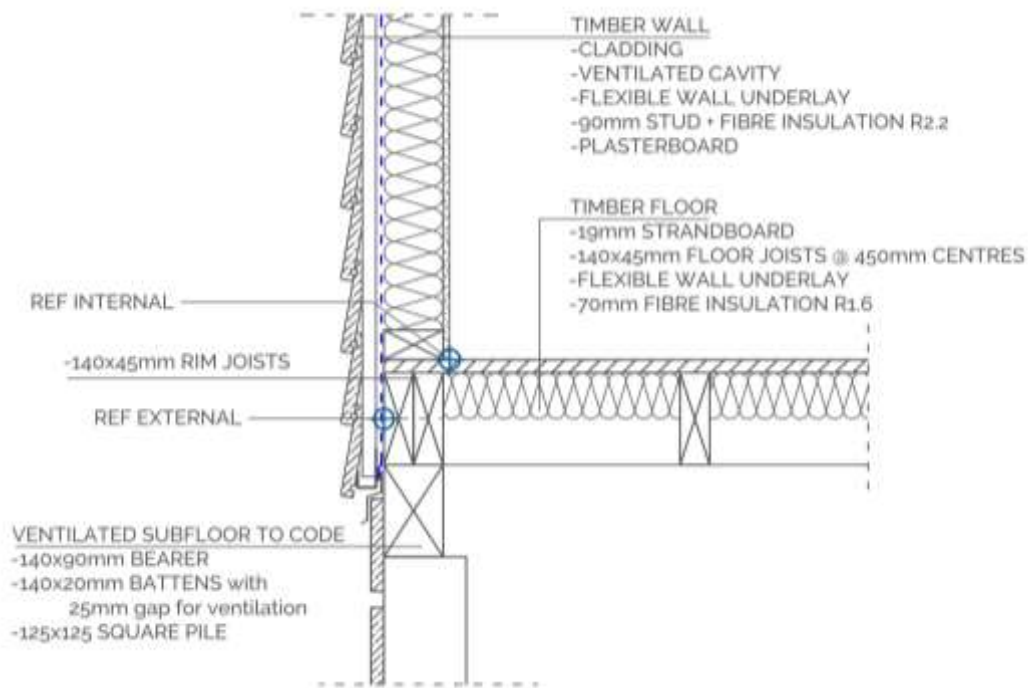 TIMBER WALL
-CLADDING
-VENTILATED CAVITY
-FLEXIBLE WALL UNDERLAY
-90mm STUD + FIBRE INSULATION R2.2
-PLASTERBOARD
TIMBER FLOOR
-19mm STRANDBOARD
-140x45mm FLOOR JOISTS @ 450mm CENTRES
-FLEXIBLE WALL UNDERLAY
-70mm FIBRE INSULATION R1.6
REF INTERNAL
-140x45mm RIM JOISTS
REF EXTERNAL
VENTILATED SUBFLOOR TO CODE
-140x90mm BEARER
-140x20mm BATTENS with
25mm gap for ventilation
-125x125 SQUARE PILE